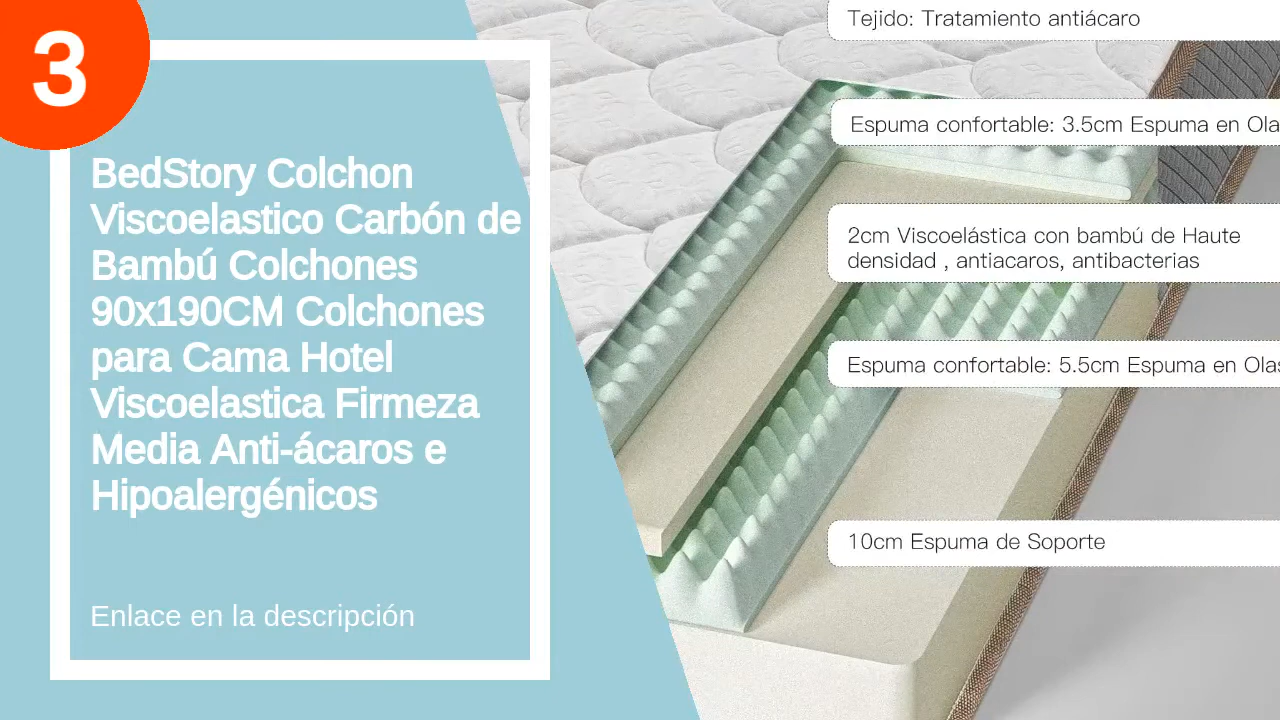 3
BedStory Colchon
Viscoelastico Carbón de
Bambú Colchones
90x190CM Colchones
para Cama Hotel
Viscoelastica Firmeza
Media Anti-ácaros e
Hipoalergénicos
Enlace en la descripción
Tejido: Tratamiento antiácaro
Espuma confortable: 3.5cm Espuma en Olas
2cm Viscoelástica con bambú de Haute
densidad , antiacaros, antibacterias
Espuma confortable: 5.5cm Espuma en Olas
10cm Espuma de Soporte